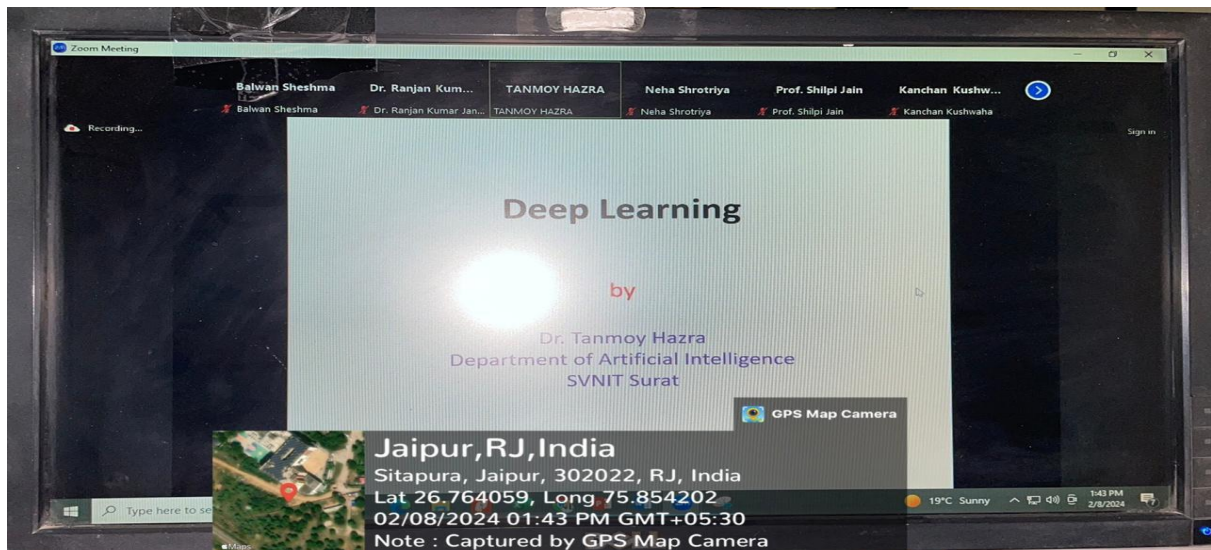 Zoom Meeting
Balwan Sheshma
Dr. Ranjan Kum...
TANMOY HAZRA
Neha Shrotriya
Prof. Shilpi Jain
Kanchan Kushw...
Balwan Sheshma
Dr. Ranjan Kumar Jan...
TANMOY HAZRA
Neha Shrotriya
Prof. Shilpi Jain
Kanchan Kushwaha
Recording...
Sign in
Deep Learning
by
Dr. Tanmoy Hazra
Department of Artificial Intelligence
SVNIT Surat
GPS Map Camera
Jaipur,RJ,India
Sitapura, Jaipur, 302022, RJ, India
Lat 26.764059, Long 75.854202
02/08/2024 01:43 PM GMT+05:30
Note : Captured by GPS Map Camera
Maps
Type here to se
19°C Sunny
1:43 PM
2/8/2024